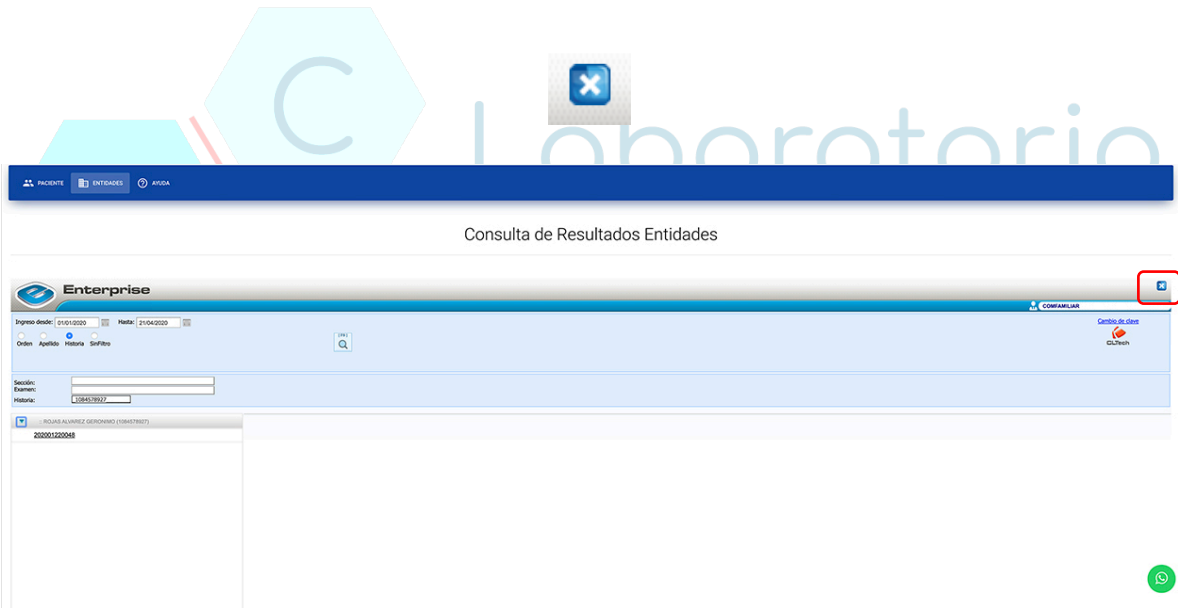 C Laboratorio
PACIENTE ENTIDADES AYUDA
Consulta de Resultados Entidades
Enterprise
COMFAMILIAR
Ingreso desde: 01/01/2020 Hasta: 21/04/2020 Cambio de clave
Orden Apellido Historia SinFiltro CLTech
Sección:
Examen:
Historia: 1084578927
:: ROJAS ALVAREZ GERONIMO (1084578927)
202001220048